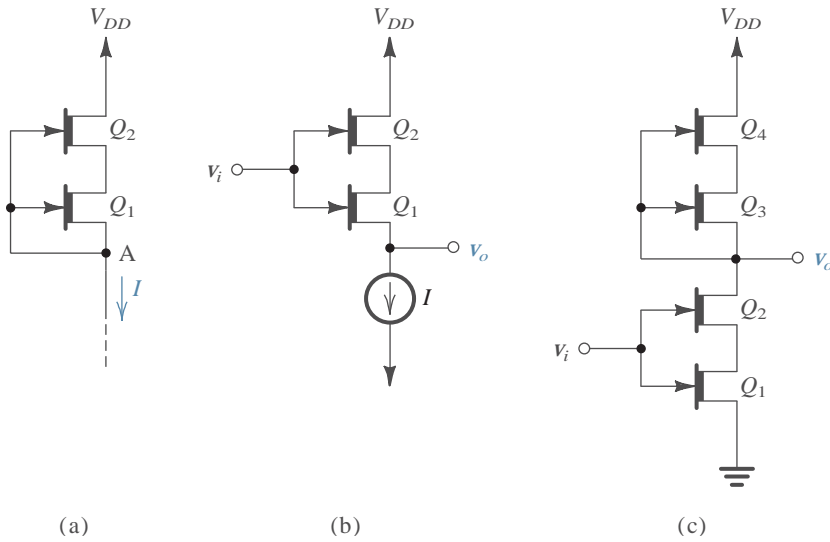 V_DD
Q_2
Q_1
A
I
(a)
V_DD
v_i
Q_2
Q_1
v_o
I
(b)
V_DD
Q_4
Q_3
v_o
Q_2
v_i
Q_1
(c)